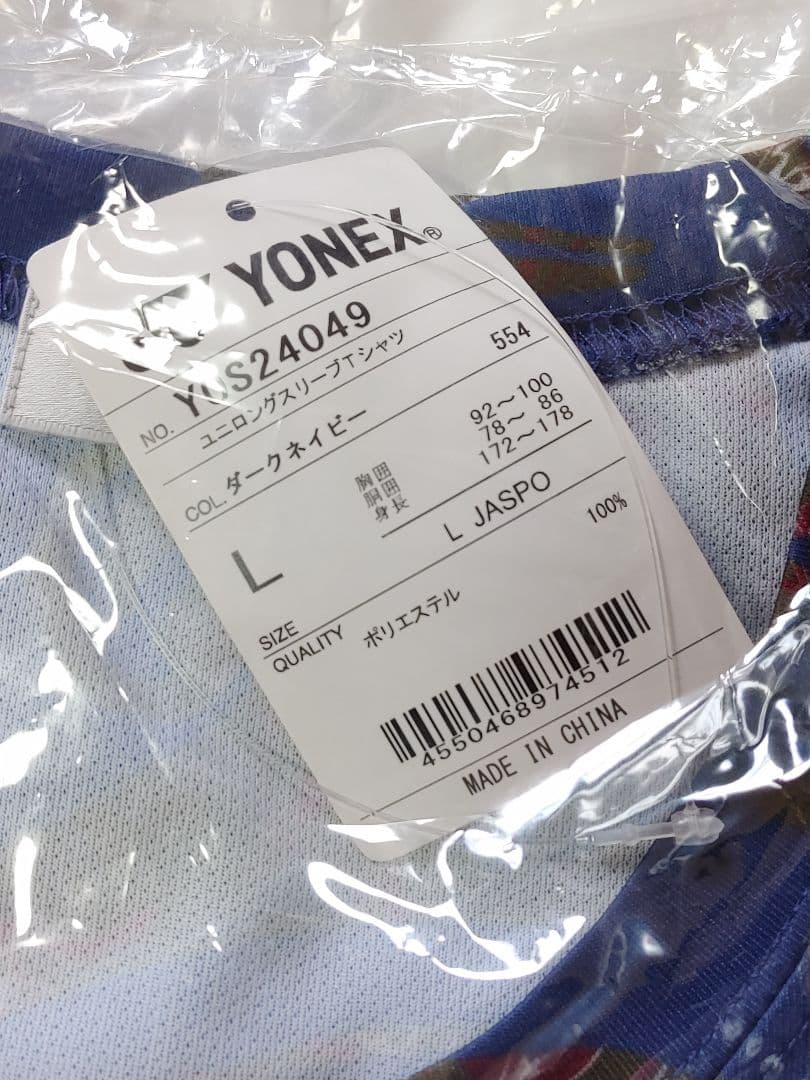 YONEX®
NO. YOS24049
ユニロングスリーブTシャツ 554
COL. ダークネイビー
胸囲 92～100
胴囲 78～ 86
身長 172～178
L
L JASPO
SIZE
QUALITY ポリエステル 100%
4550468974512
MADE IN CHINA